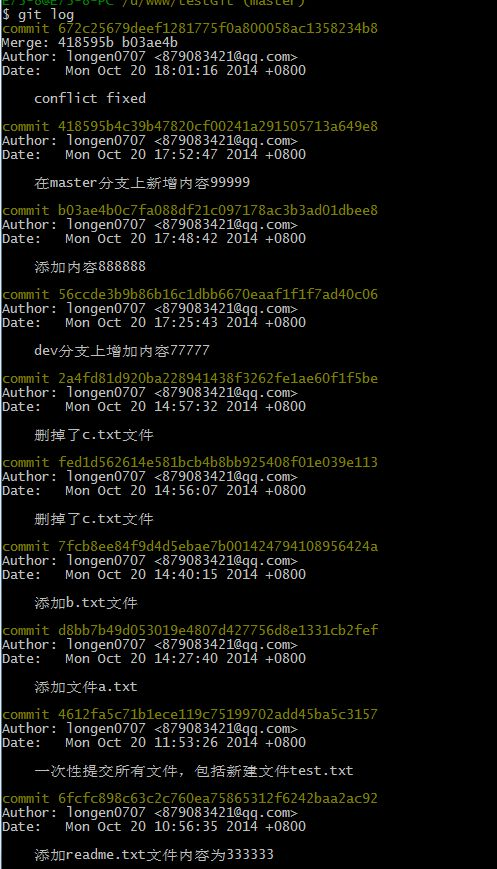 $ git log
commit 672c25679deef1281775f0a800058ac1358234b8
Merge: 418595b b03ae4b
Author: longen0707 <879083421@qq.com>
Date:   Mon Oct 20 18:01:16 2014 +0800
conflict fixed
commit 418595b4c39b47820cf00241a291505713a649e8
Author: longen0707 <879083421@qq.com>
Date:   Mon Oct 20 17:52:47 2014 +0800
在master分支上新增内容99999
commit b03ae4b0c7fa088df21c097178ac3b3ad01dbee8
Author: longen0707 <879083421@qq.com>
Date:   Mon Oct 20 17:48:42 2014 +0800
添加内容888888
commit 56ccde3b9b86b16c1dbb6670eaaf1f1f7ad40c06
Author: longen0707 <879083421@qq.com>
Date:   Mon Oct 20 17:25:43 2014 +0800
dev分支上增加内容77777
commit 2a4fd81d920ba228941438f3262fe1ae60f1f5be
Author: longen0707 <879083421@qq.com>
Date:   Mon Oct 20 14:57:32 2014 +0800
删掉了c.txt文件
commit fed1d562614e581bcb4b8bb925408f01e039e113
Author: longen0707 <879083421@qq.com>
Date:   Mon Oct 20 14:56:07 2014 +0800
删掉了c.txt文件
commit 7fcb8ee84f9d4d5ebae7b001424794108956424a
Author: longen0707 <879083421@qq.com>
Date:   Mon Oct 20 14:40:15 2014 +0800
添加b.txt文件
commit d8bb7b49d053019e4807d427756d8e1331cb2fef
Author: longen0707 <879083421@qq.com>
Date:   Mon Oct 20 14:27:40 2014 +0800
添加文件a.txt
commit 4612fa5c71b1ece119c75199702add45ba5c3157
Author: longen0707 <879083421@qq.com>
Date:   Mon Oct 20 11:53:26 2014 +0800
一次性提交所有文件，包括新建文件test.txt
commit 6fcfc898c63c2c760ea75865312f6242baa2ac92
Author: longen0707 <879083421@qq.com>
Date:   Mon Oct 20 10:56:35 2014 +0800
添加readme.txt文件内容为333333